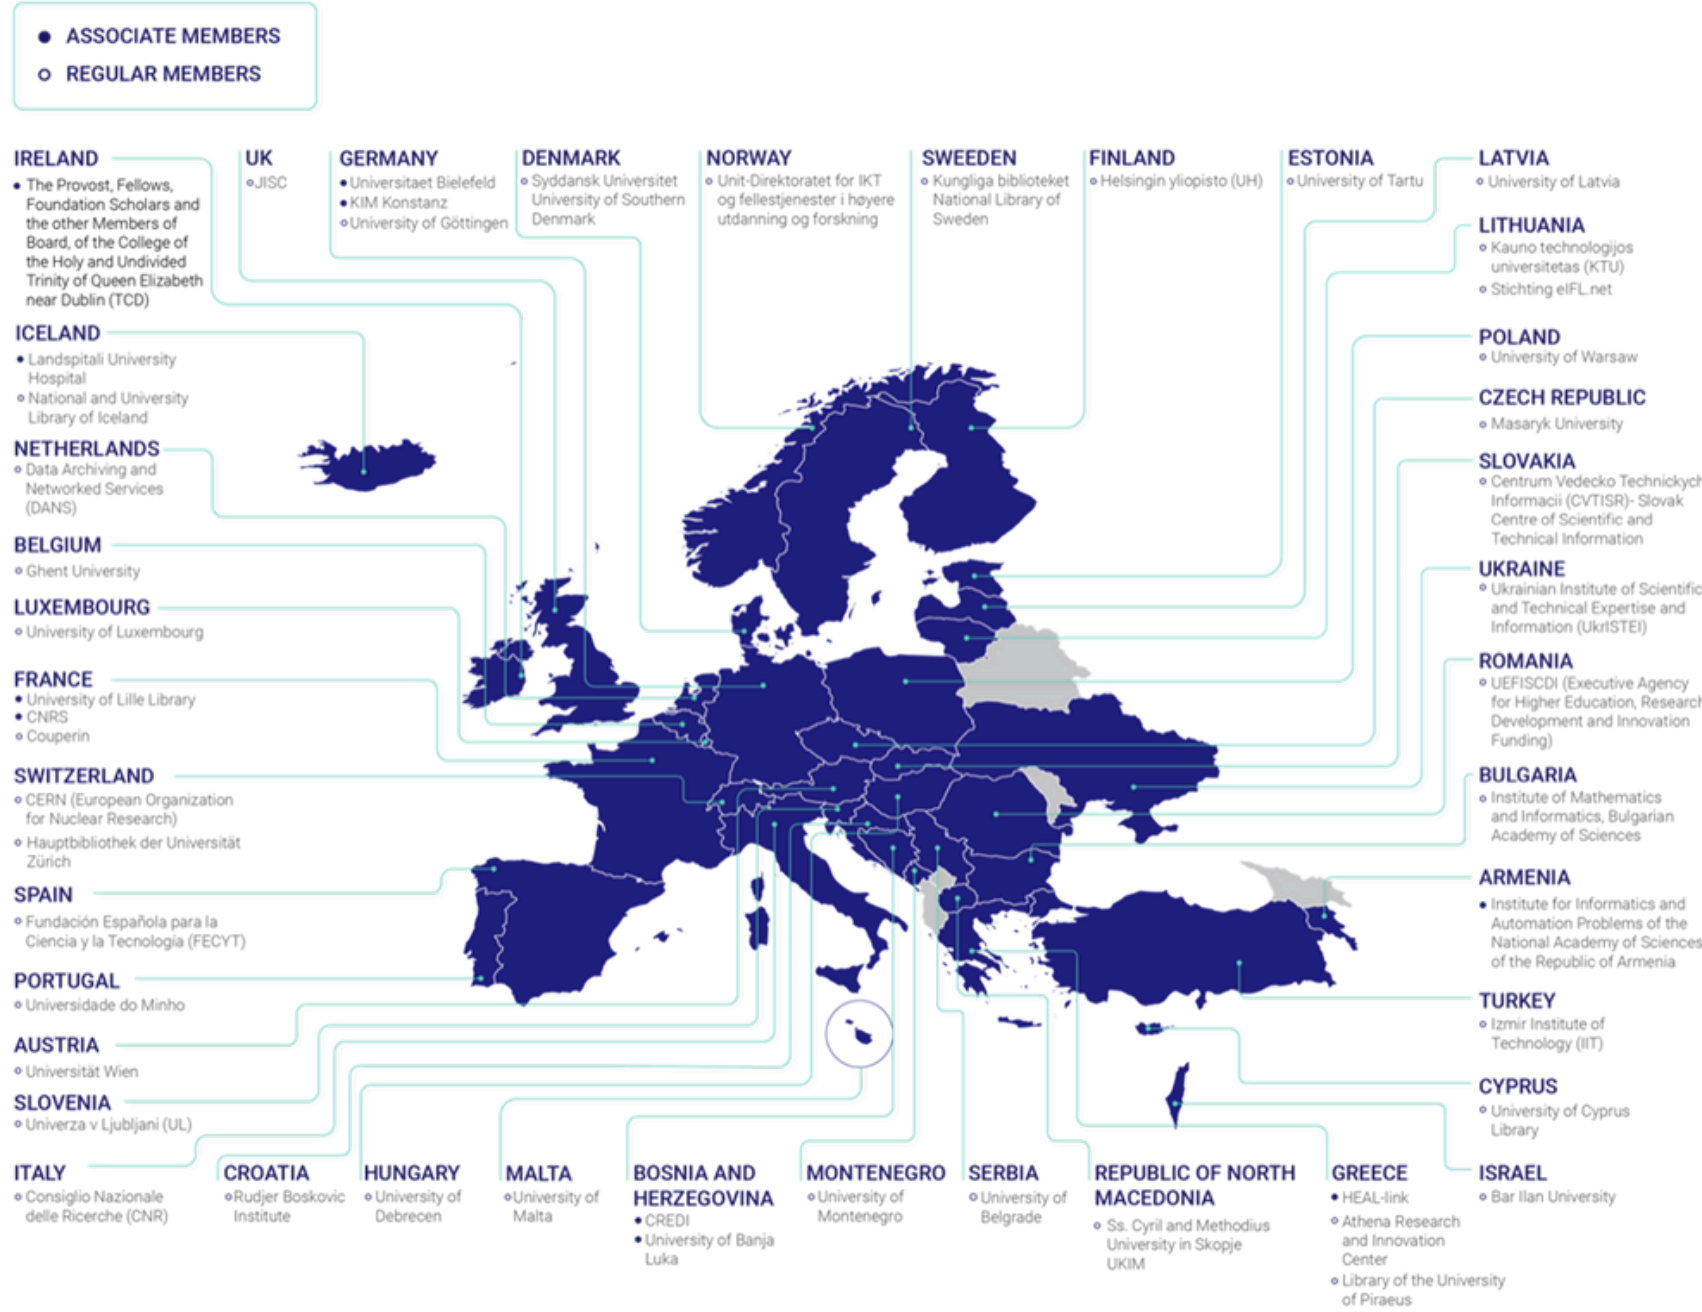 ASSOCIATE MEMBERS
REGULAR MEMBERS
IRELAND
The Provost, Fellows,
Foundation Scholars and
the other Members of
Board, of the College of
the Holy and Undivided
Trinity of Queen Elizabeth
near Dublin (TCD)
UK
JISC
GERMANY
Universitaet Bielefeld
KIM Konstanz
University of Göttingen
DENMARK
Syddansk Universitet
University of Southern
Denmark
NORWAY
Unit-Direktoratet for IKT
og fellestjenester i høyere
utdanning og forskning
SWEEDEN
Kungliga biblioteket
National Library of
Sweden
FINLAND
Helsingin yliopisto (UH)
ESTONIA
University of Tartu
LATVIA
University of Latvia
LITHUANIA
Kauno technologijos
universitetas (KTU)
Stichting eIFL.net
ICELAND
Landspitali University
Hospital
National and University
Library of Iceland
NETHERLANDS
Data Archiving and
Networked Services
(DANS)
BELGIUM
Ghent University
LUXEMBOURG
University of Luxembourg
FRANCE
University of Lille Library
CNRS
Couperin
SWITZERLAND
CERN (European Organization
for Nuclear Research)
Hauptbibliothek der Universität
Zürich
SPAIN
Fundación Española para la
Ciencia y la Tecnología (FECYT)
PORTUGAL
Universidade do Minho
AUSTRIA
Universität Wien
SLOVENIA
Univerza v Ljubljani (UL)
ITALY
Consiglio Nazionale
delle Ricerche (CNR)
POLAND
University of Warsaw
CZECH REPUBLIC
Masaryk University
SLOVAKIA
Centrum Vedecko Technickych
Informacii (CVTISR)- Slovak
Centre of Scientific and
Technical Information
UKRAINE
Ukrainian Institute of Scientific
and Technical Expertise and
Information (UkrISTEI)
ROMANIA
UEFISCDI (Executive Agency
for Higher Education, Research
Development and Innovation
Funding)
BULGARIA
Institute of Mathematics
and Informatics, Bulgarian
Academy of Sciences
ARMENIA
Institute for Informatics and
Automation Problems of the
National Academy of Sciences
of the Republic of Armenia
TURKEY
Izmir Institute of
Technology (IIT)
CYPRUS
University of Cyprus
Library
CROATIA
Rudjer Boskovic
Institute
HUNGARY
University of
Debrecen
MALTA
University of
Malta
BOSNIA AND
HERZEGOVINA
CREDI
University of Banja
Luka
MONTENEGRO
University of
Montenegro
SERBIA
University of
Belgrade
REPUBLIC OF NORTH
MACEDONIA
Ss. Cyril and Methodius
University in Skopje
UKIM
GREECE
HEAL-link
Athena Research
and Innovation
Center
Library of the University
of Piraeus
ISRAEL
Bar Ilan University